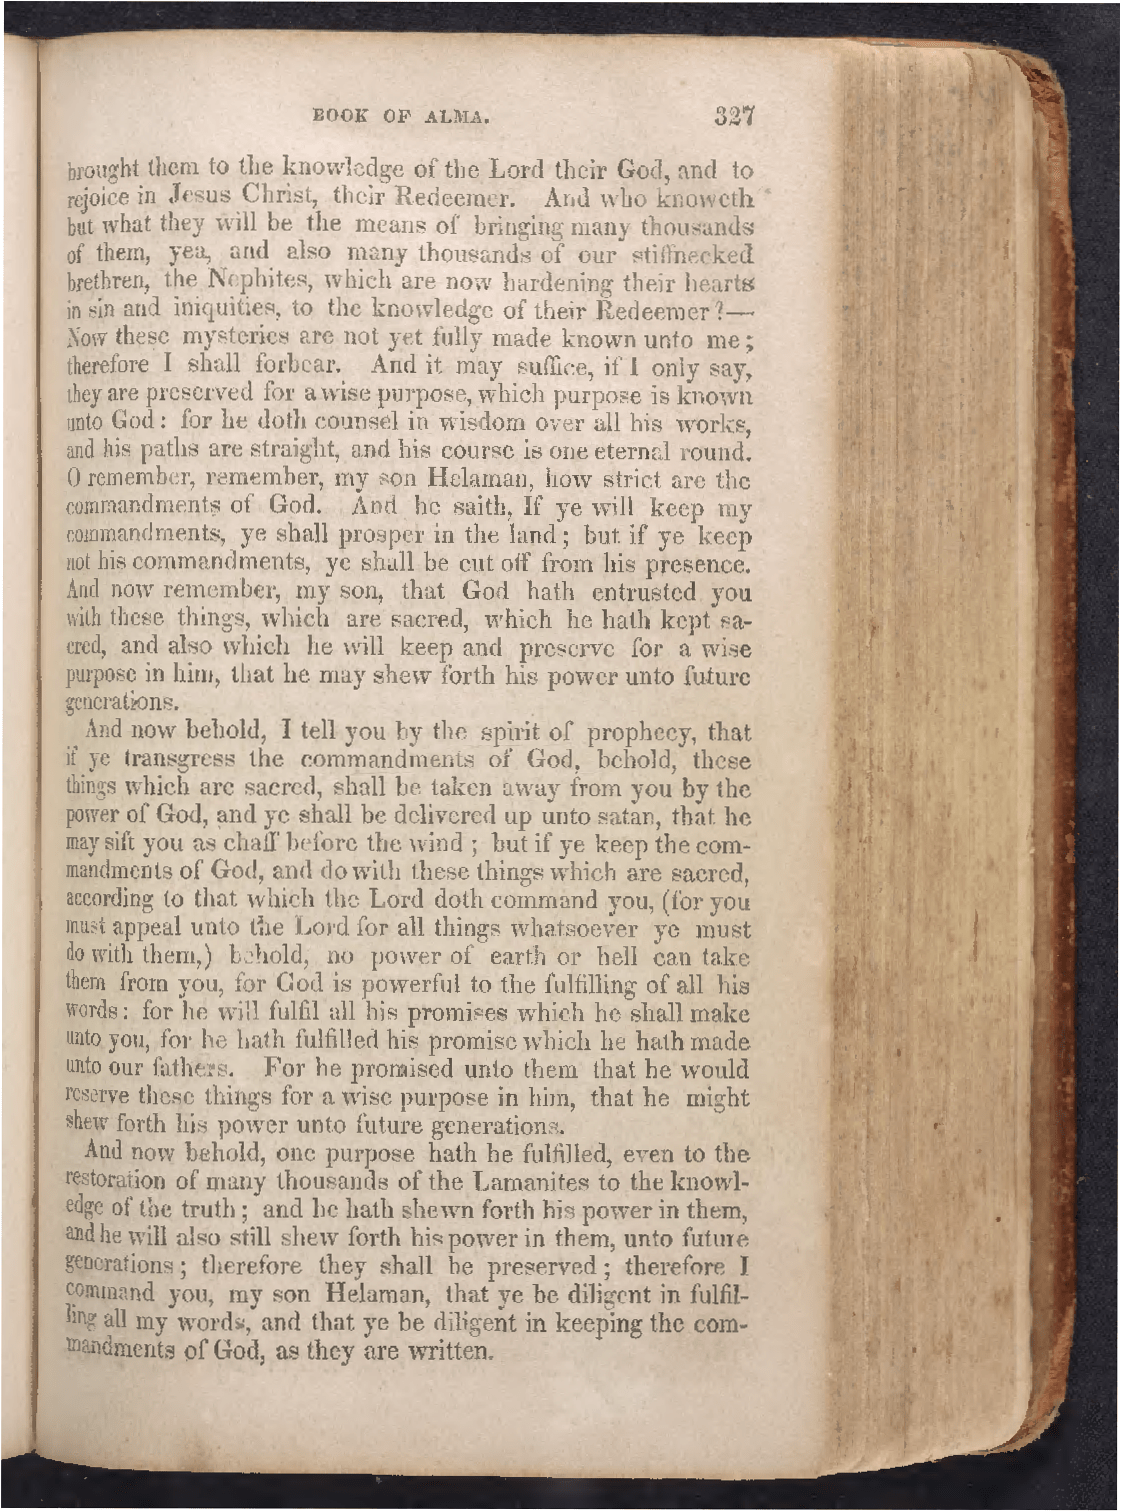 BOOK OF ALMA. 327
brought them to the knowledge of the Lord their God, and to
rejoice in Jesus Christ, their Redeemer. And who knoweth
but what they will be the means of bringing many thousands
of them, yea, and also many thousands of our stiffnecked
brethren, the Nephites, which are now hardening their hearts
in sin and iniquities, to the knowledge of their Redeemer?—
Now these mysteries are not yet fully made known unto me;
therefore I shall forbear. And it may suffice, if I only say,
they are preserved for a wise purpose, which purpose is known
unto God: for he doth counsel in wisdom over all his works,
and his paths are straight, and his course is one eternal round.
O remember, remember, my son Helaman, how strict are the
commandments of God. And he saith, If ye will keep my
commandments, ye shall prosper in the land; but if ye keep
not his commandments, ye shall be cut off from his presence.
And now remember, my son, that God hath entrusted you
with these things, which are sacred, which he hath kept sa-
cred, and also which he will keep and preserve for a wise
purpose in him, that he may shew forth his power unto future
generations.
And now behold, I tell you by the spirit of prophecy, that
if ye transgress the commandments of God, behold, these
things which are sacred, shall be taken away from you by the
power of God, and ye shall be delivered up unto satan, that he
may sift you as chaff before the wind; but if ye keep the com-
mandments of God, and do with these things which are sacred,
according to that which the Lord doth command you, (for you
must appeal unto the Lord for all things whatsoever ye must
do with them,) behold, no power of earth or hell can take
them from you, for God is powerful to the fulfilling of all his
words: for he will fulfil all his promises which he shall make
unto you, for he hath fulfilled his promise which he hath made
unto our fathers. For he promised unto them that he would
reserve these things for a wise purpose in him, that he might
shew forth his power unto future generations.
And now behold, one purpose hath he fulfilled, even to the
restoration of many thousands of the Lamanites to the knowl-
edge of the truth; and he hath shewn forth his power in them,
and he will also still shew forth his power in them, unto future
generations; therefore they shall be preserved; therefore I
command you, my son Helaman, that ye be diligent in fulfil-
ling all my words, and that ye be diligent in keeping the com-
mandments of God, as they are written.